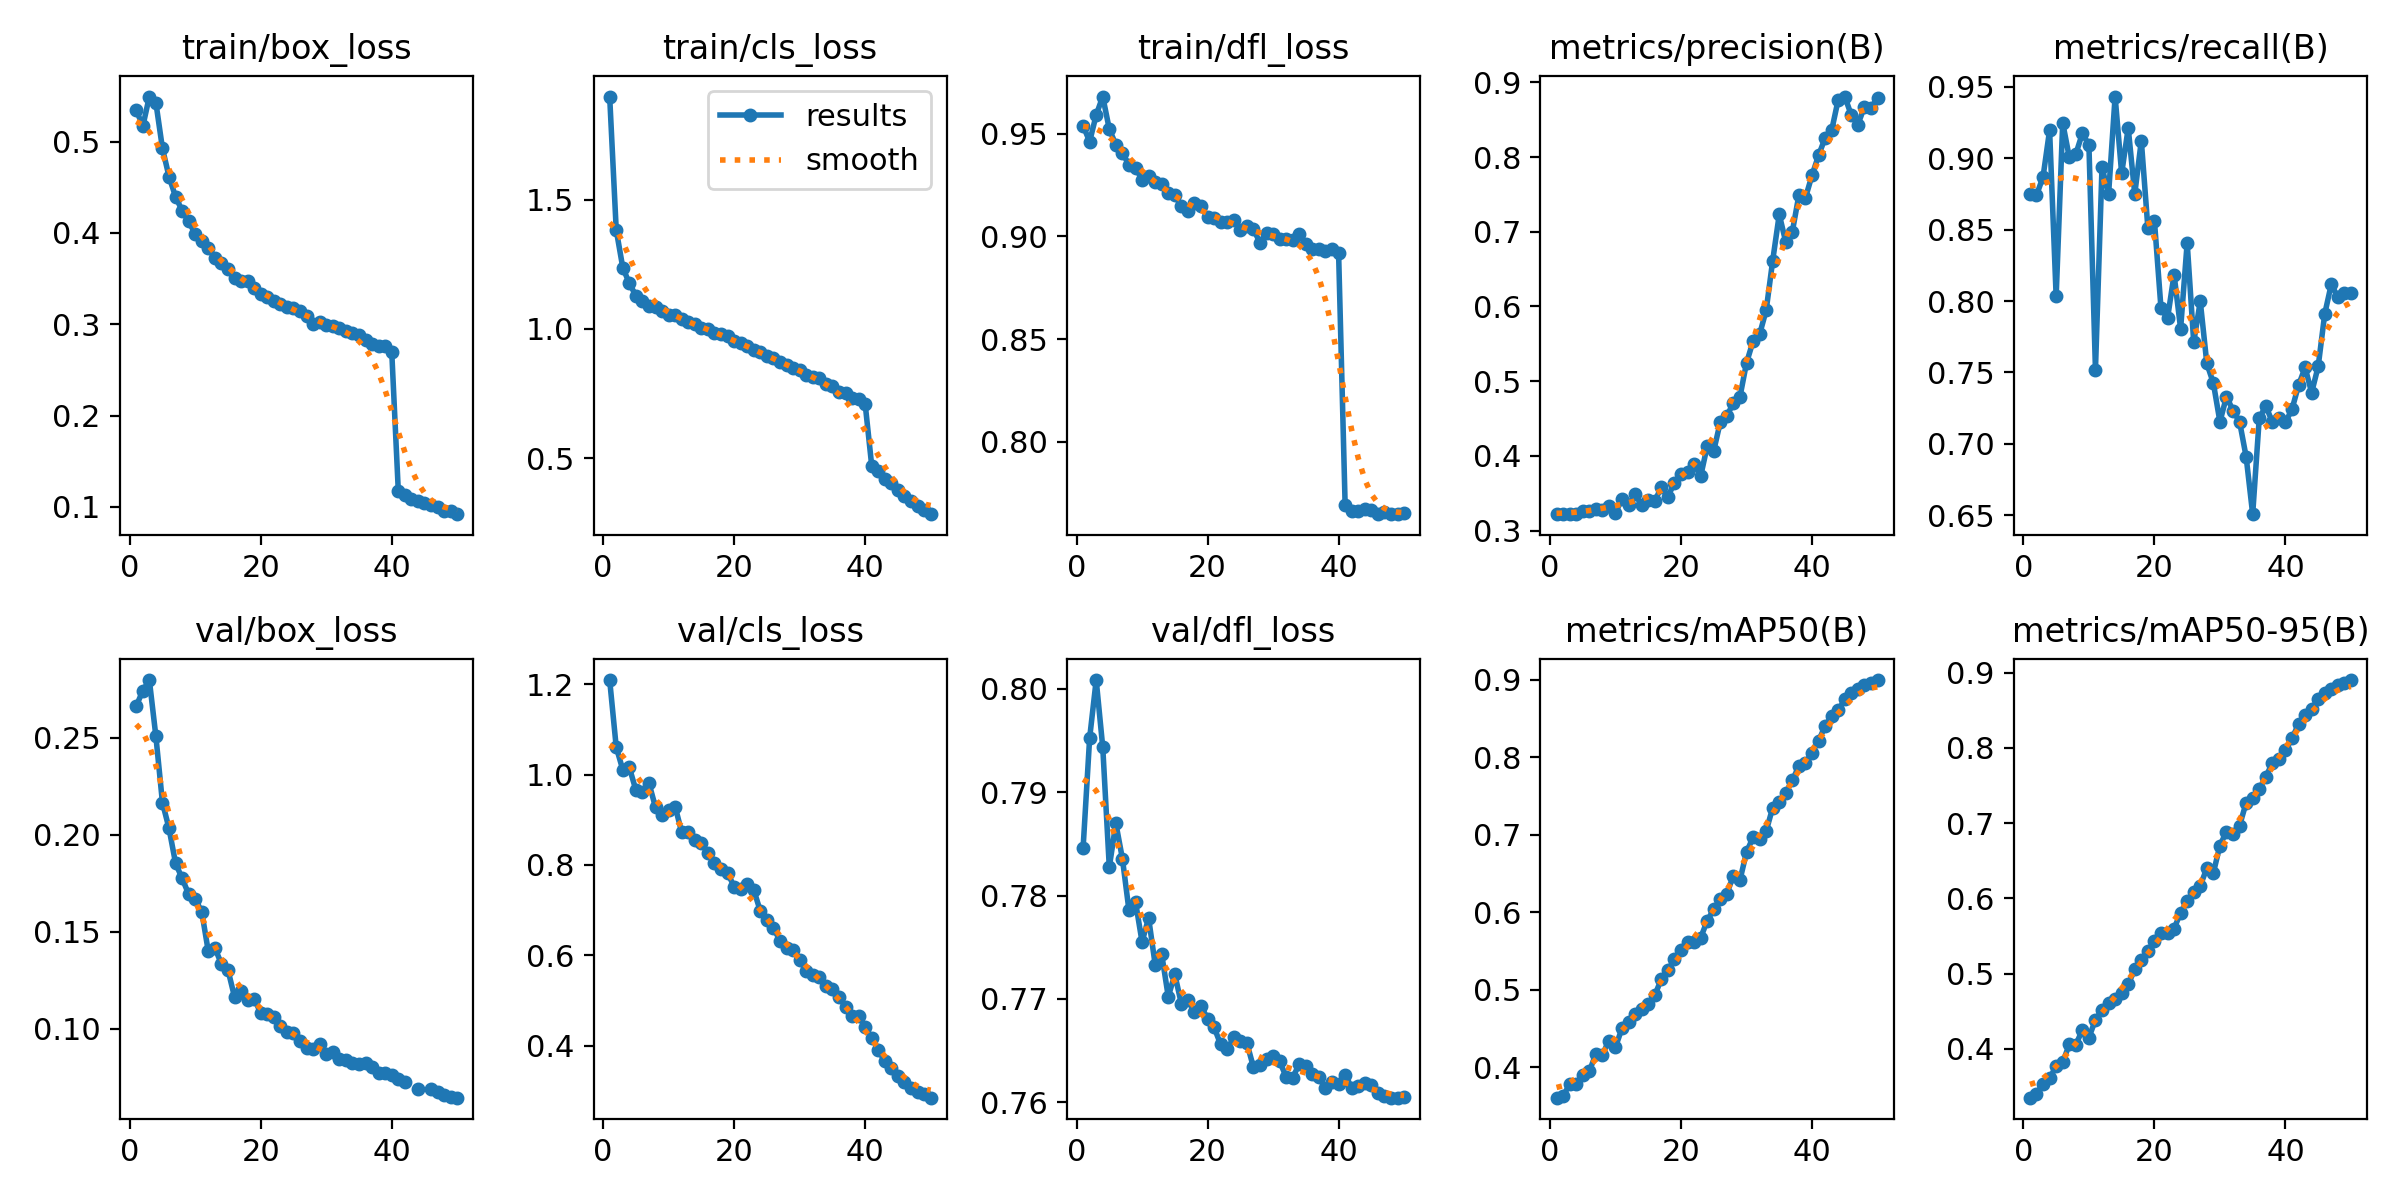 train/box_loss
0.5
0.4
0.3
0.2
0.1
0 20 40
train/cls_loss
results
smooth
1.5
1.0
0.5
0 20 40
train/dfl_loss
0.95
0.90
0.85
0.80
0 20 40
metrics/precision(B)
0.9
0.8
0.7
0.6
0.5
0.4
0.3
0 20 40
metrics/recall(B)
0.95
0.90
0.85
0.80
0.75
0.70
0.65
0 20 40
val/box_loss
0.25
0.20
0.15
0.10
0 20 40
val/cls_loss
1.2
1.0
0.8
0.6
0.4
0 20 40
val/dfl_loss
0.80
0.79
0.78
0.77
0.76
0 20 40
metrics/mAP50(B)
0.9
0.8
0.7
0.6
0.5
0.4
0 20 40
metrics/mAP50-95(B)
0.9
0.8
0.7
0.6
0.5
0.4
0 20 40